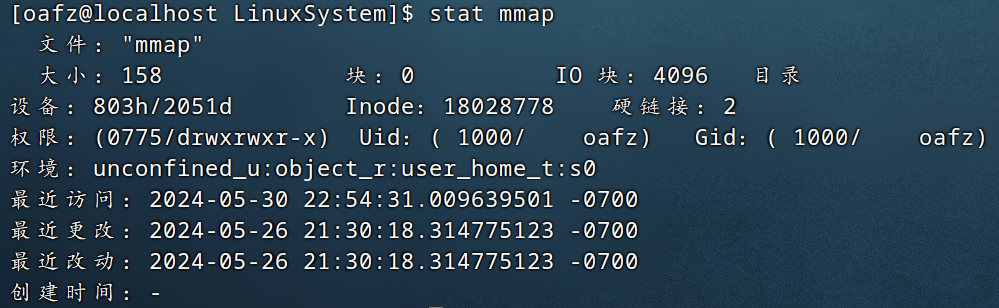 [oafz@localhost LinuxSystem]$ stat mmap
文件: "mmap"
大小: 158 块: 0 IO 块: 4096 目录
设备: 803h/2051d Inode: 18028778 硬链接: 2
权限: (0775/drwxrwxr-x) Uid: ( 1000/ oafz) Gid: ( 1000/ oafz)
环境: unconfined_u:object_r:user_home_t:s0
最近访问: 2024-05-30 22:54:31.009639501 -0700
最近更改: 2024-05-26 21:30:18.314775123 -0700
最近改动: 2024-05-26 21:30:18.314775123 -0700
创建时间: -